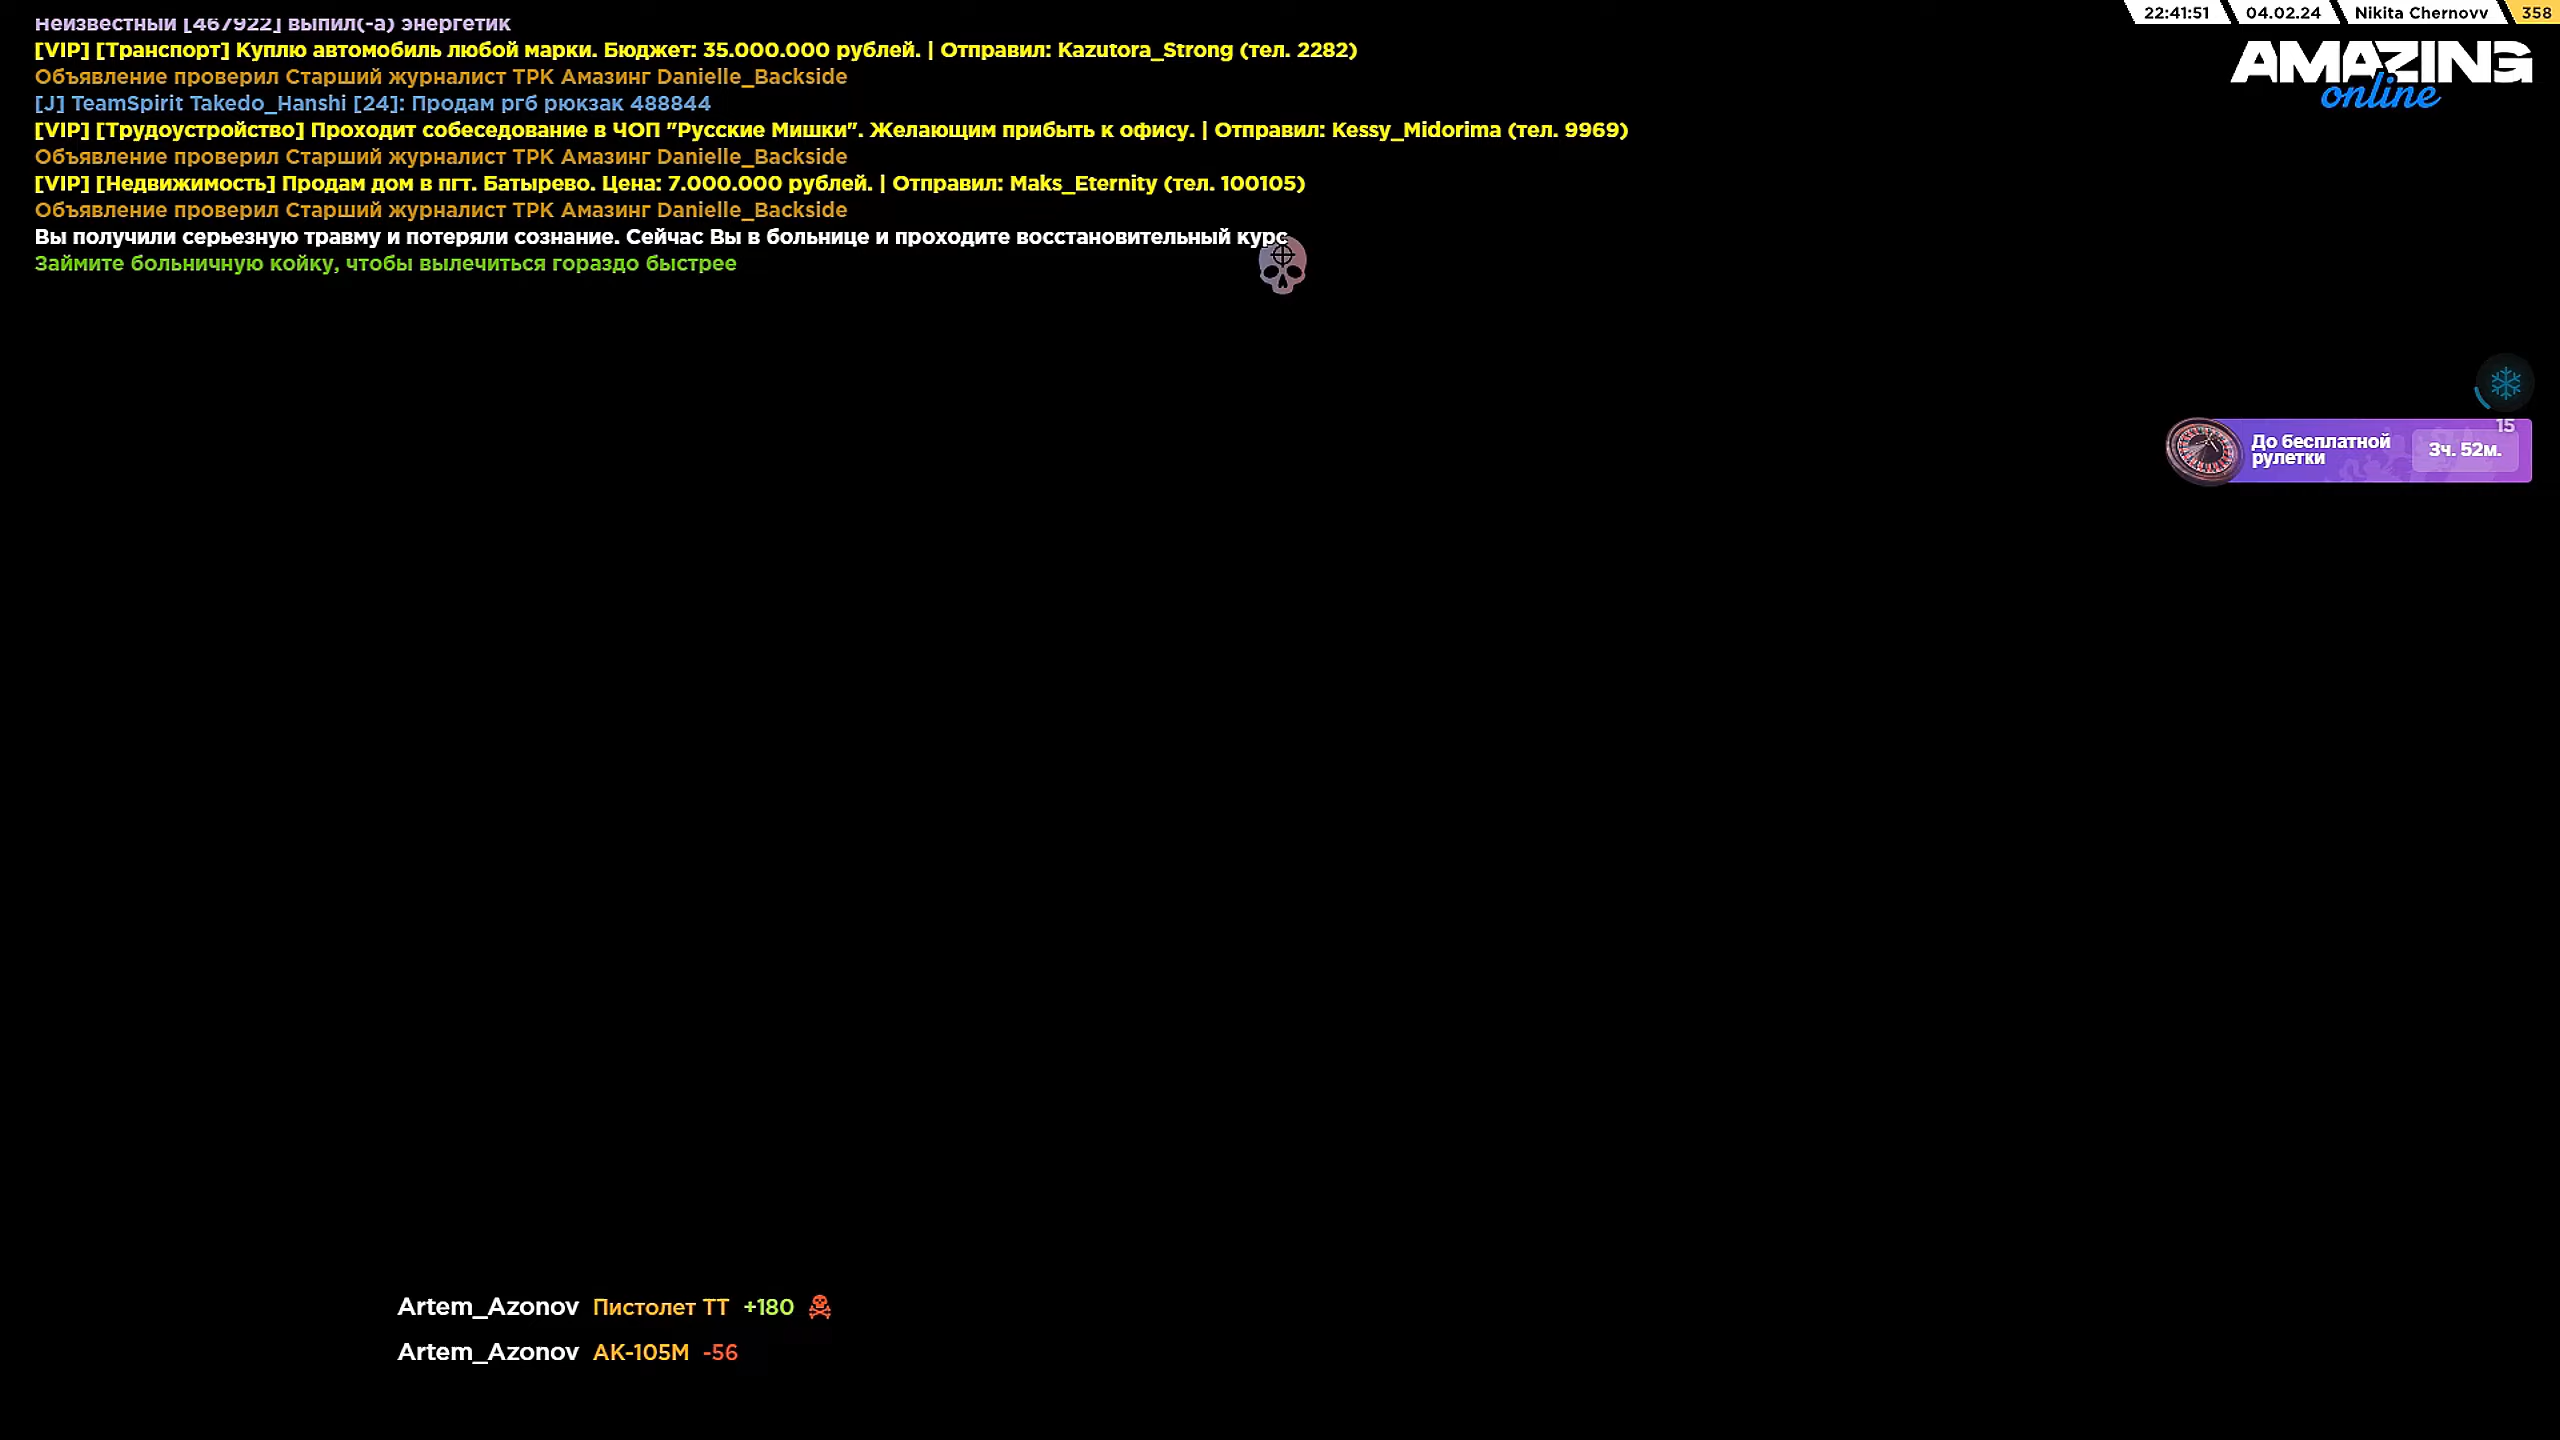 Неизвестный [467922] выпил(-а) энергетик
[VIP] [Транспорт] Куплю автомобиль любой марки. Бюджет: 35.000.000 рублей. | Отправил: Kazutora_Strong (тел. 2282)
Объявление проверил Старший журналист ТРК Амазинг Danielle_Backside
[J] TeamSpirit Takedo_Hanshi [24]: Продам ргб рюкзак 488844
[VIP] [Трудоустройство] Проходит собеседование в ЧОП "Русские Мишки". Желающим прибыть к офису. | Отправил: Kessy_Midorima (тел. 9969)
Объявление проверил Старший журналист ТРК Амазинг Danielle_Backside
[VIP] [Недвижимость] Продам дом в пгт. Батырево. Цена: 7.000.000 рублей. | Отправил: Maks_Eternity (тел. 100105)
Объявление проверил Старший журналист ТРК Амазинг Danielle_Backside
Вы получили серьезную травму и потеряли сознание. Сейчас Вы в больнице и проходите восстановительный курс
Займите больничную койку, чтобы вылечиться гораздо быстрее
22:41:51 04.02.24 Nikita Chernovv 358
AMAZING
online
15
До бесплатной
рулетки
3ч. 52м.
Artem_Azonov Пистолет ТТ +180
Artem_Azonov АК-105М -56